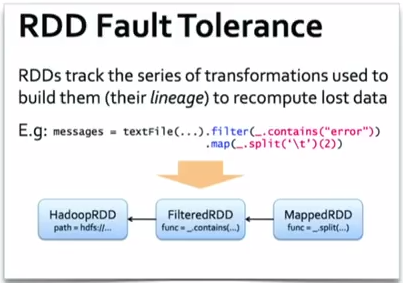 RDD Fault Tolerance
RDDs track the series of transformations used to
build them (their lineage) to recompute lost data
E.g: messages = textFile(...).filter(_.contains("error"))
.map(_.split('\t')(2))
HadoopRDD
path = hdfs://...
FilteredRDD
func = _.contains(...)
MappedRDD
func = _.split(...)